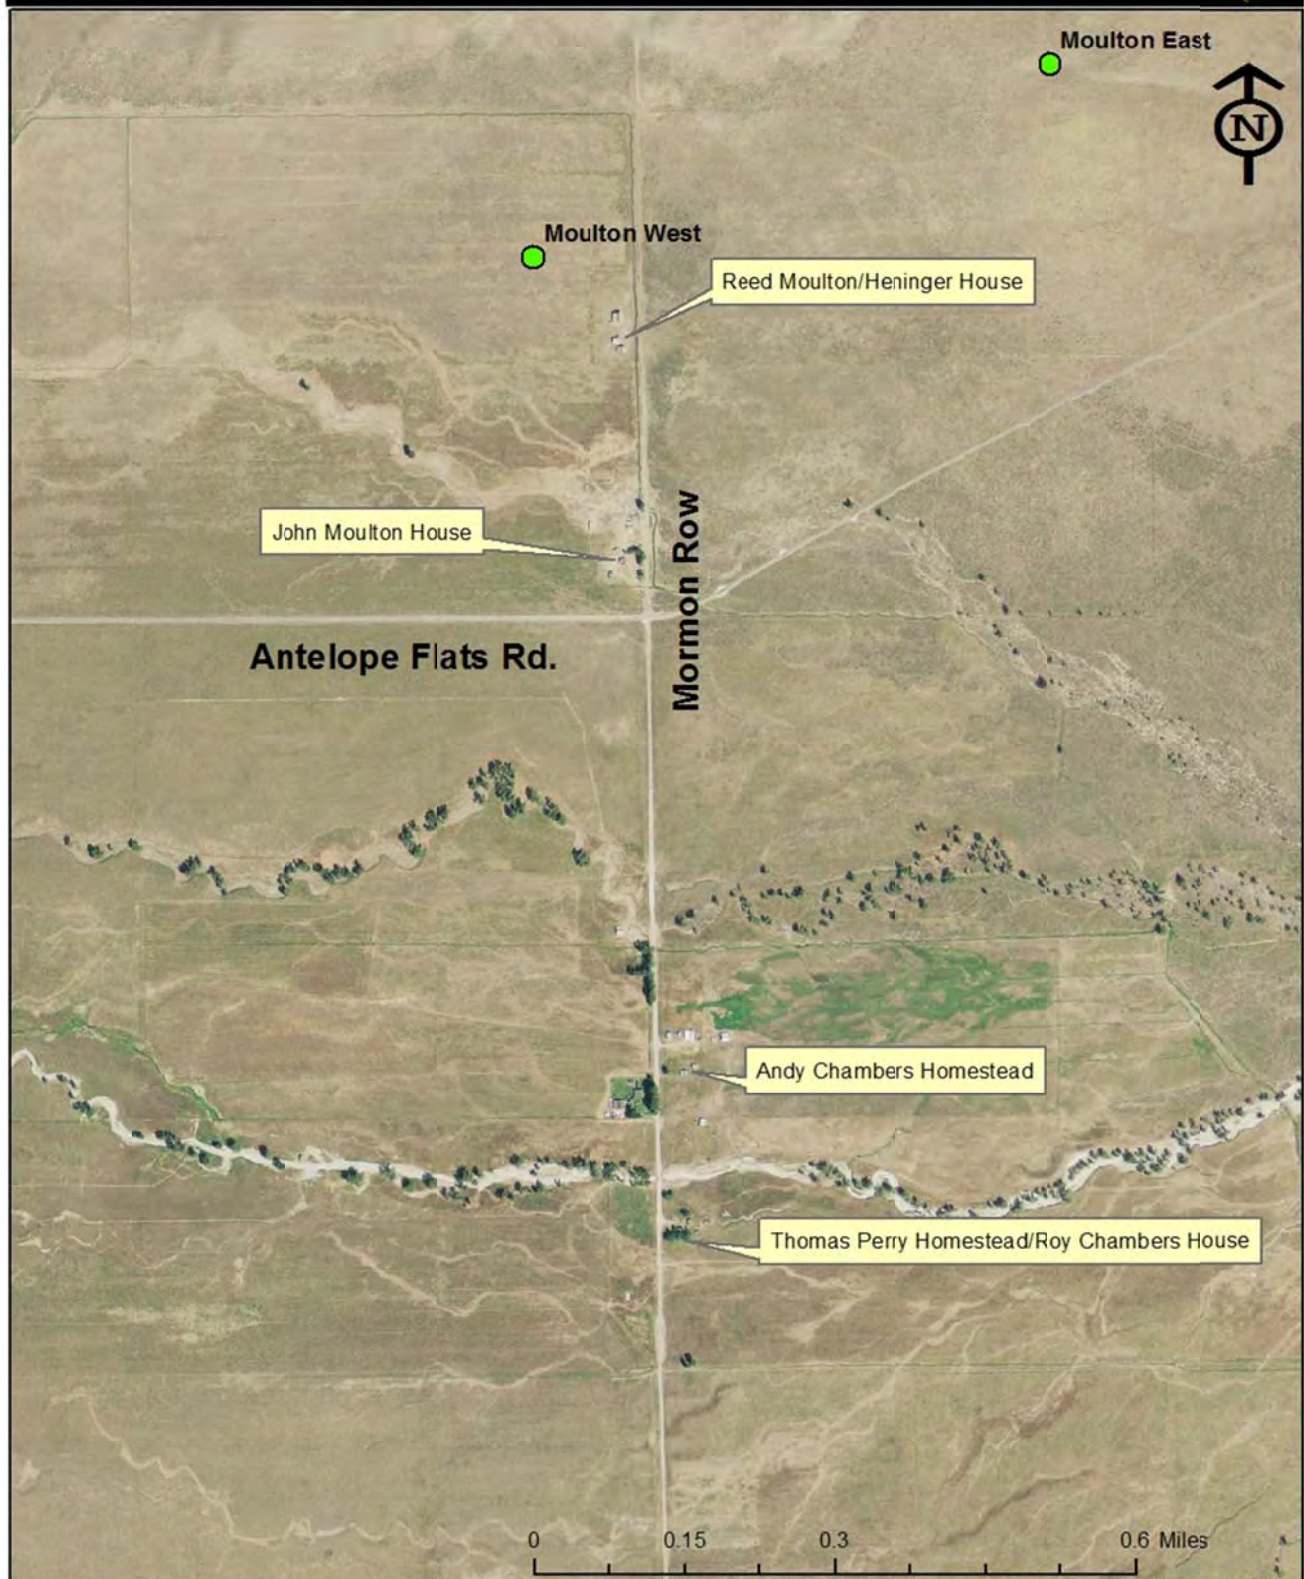 Moulton East
N
Moulton West
Reed Moulton/Heninger House
John Moulton House
Mormon Row
Antelope Flats Rd.
Andy Chambers Homestead
Thomas Perry Homestead/Roy Chambers House
0 0.15 0.3 0.6 Miles